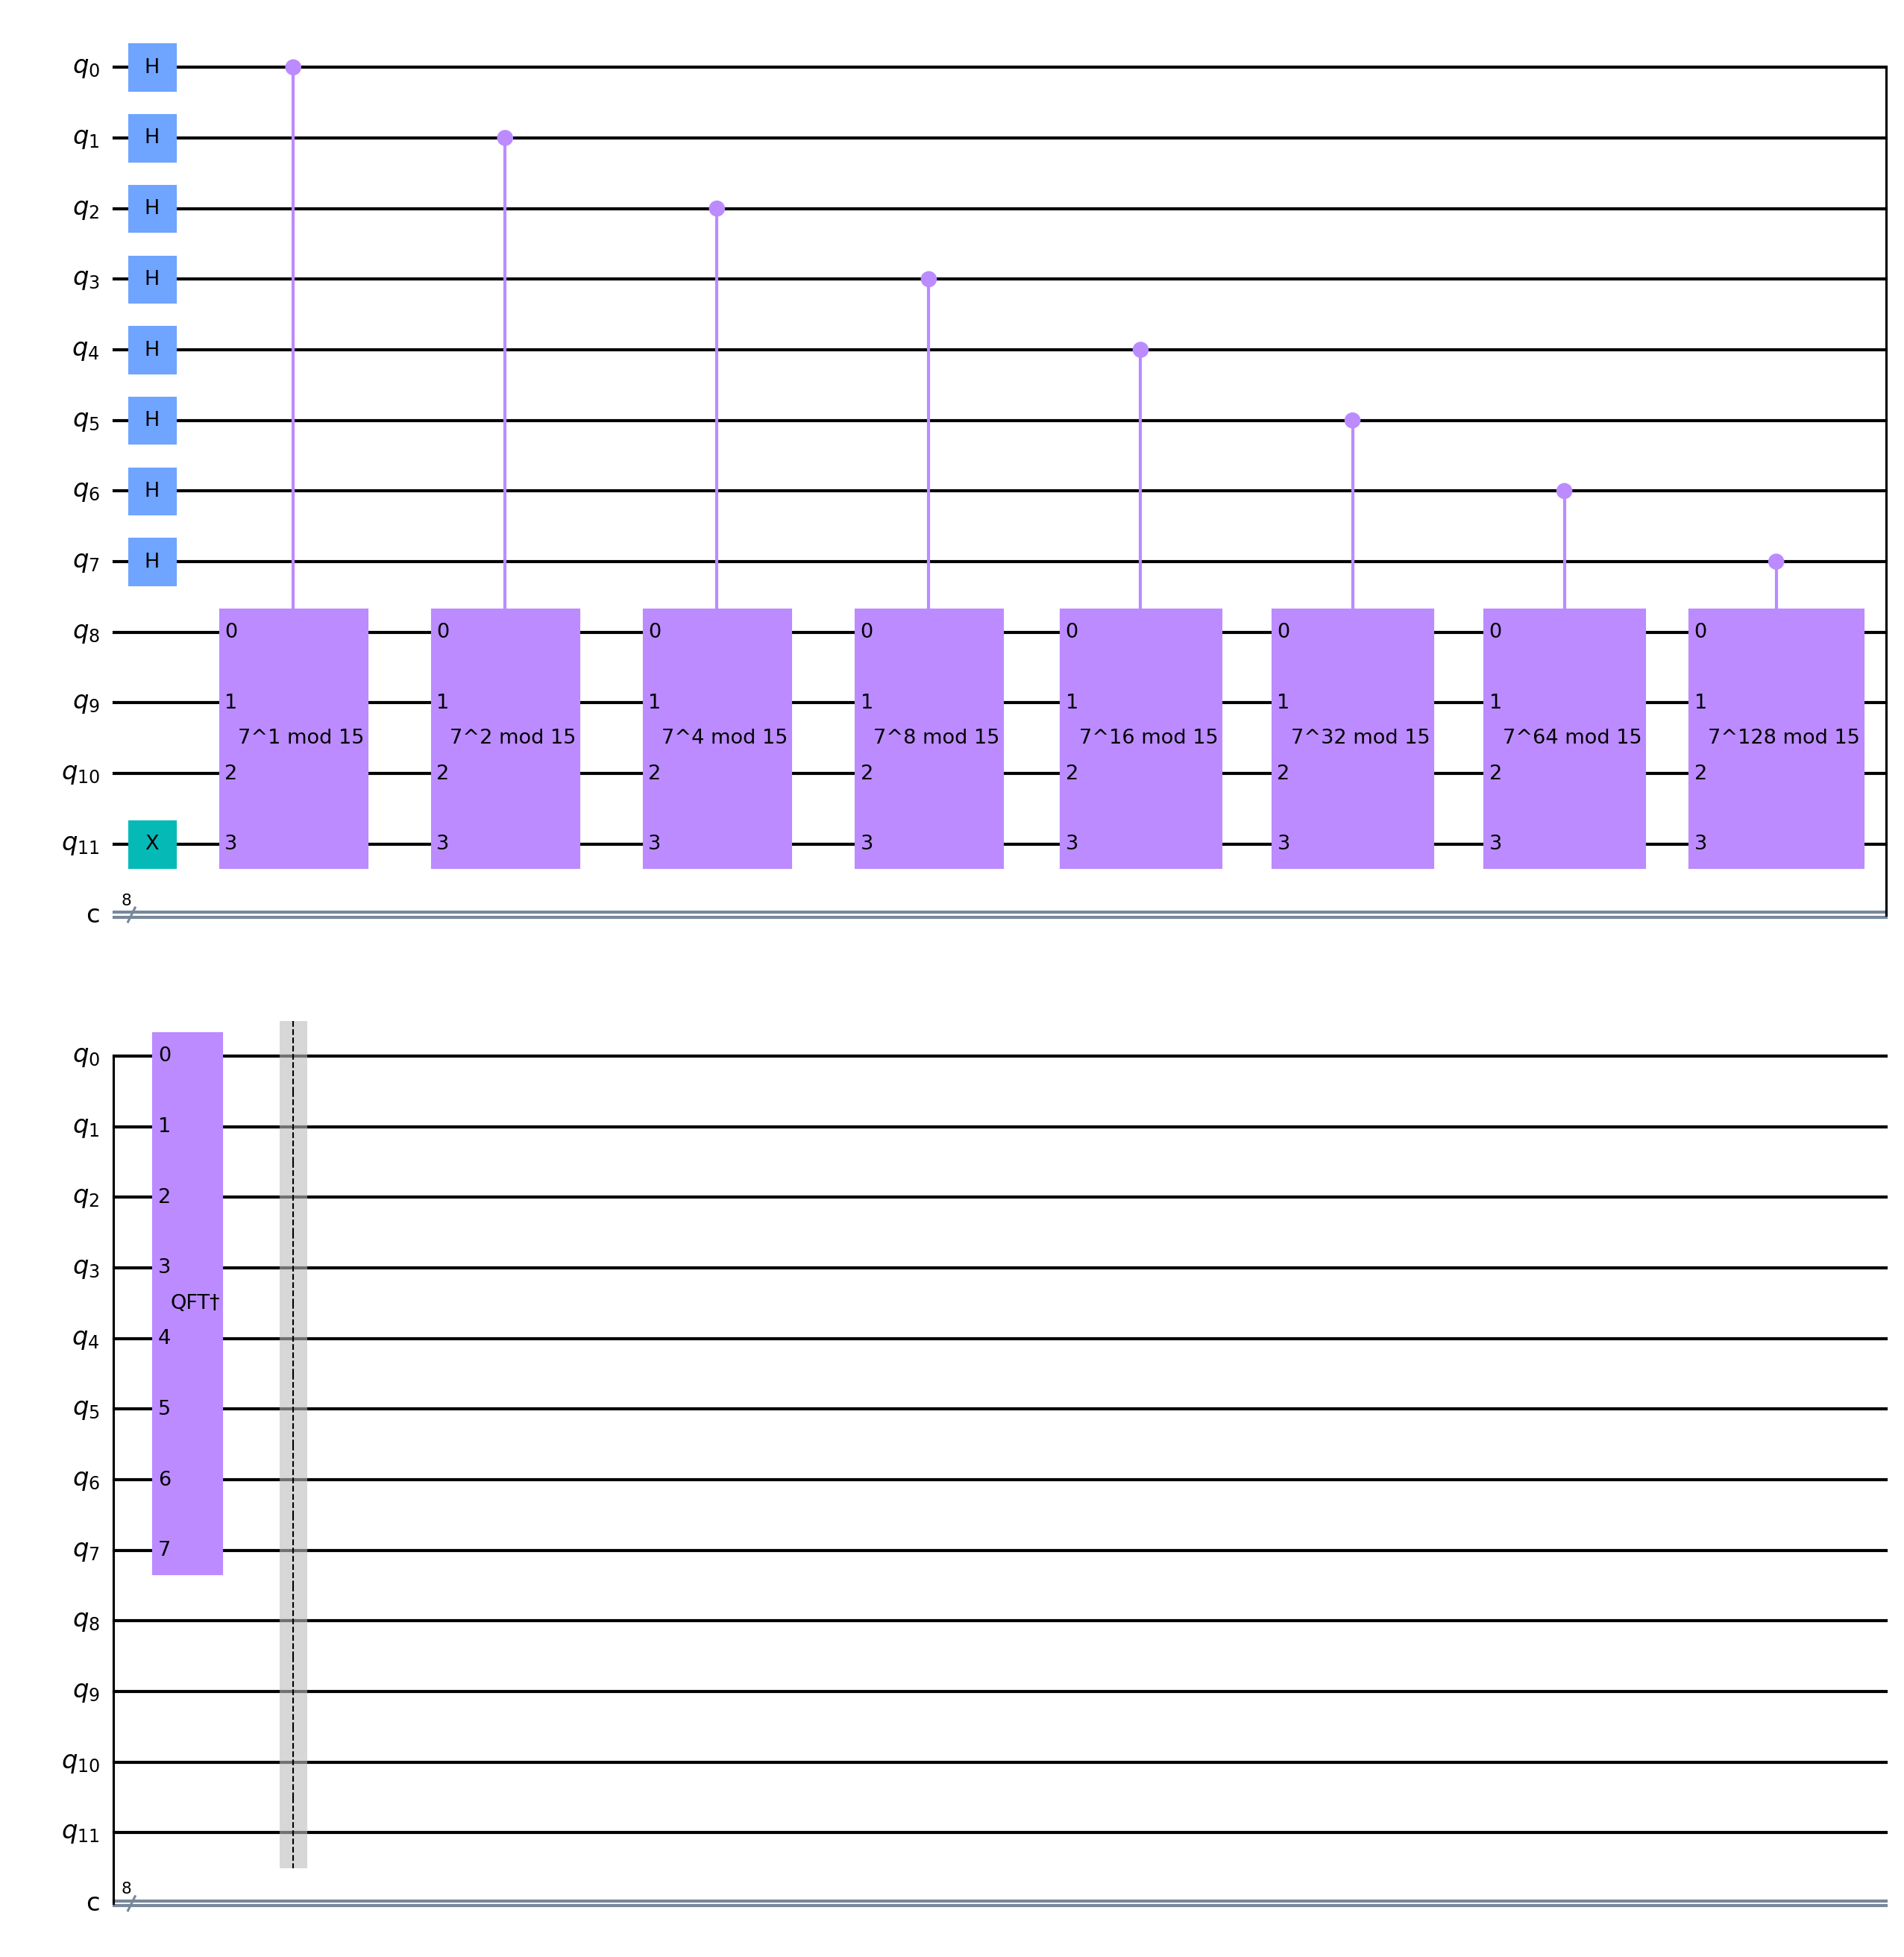 q0 H
q1 H
q2 H
q3 H
q4 H
q5 H
q6 H
q7 H
q8 0 0 0 0 0 0 0 0
q9 1 1 1 1 1 1 1 1
7^1 mod 15 7^2 mod 15 7^4 mod 15 7^8 mod 15 7^16 mod 15 7^32 mod 15 7^64 mod 15 7^128 mod 15
q10 2 2 2 2 2 2 2 2
q11 X 3 3 3 3 3 3 3 3
8
c
q0 0
q1 1
q2 2
q3 3
QFT†
q4 4
q5 5
q6 6
q7 7
q8
q9
q10
q11
8
c